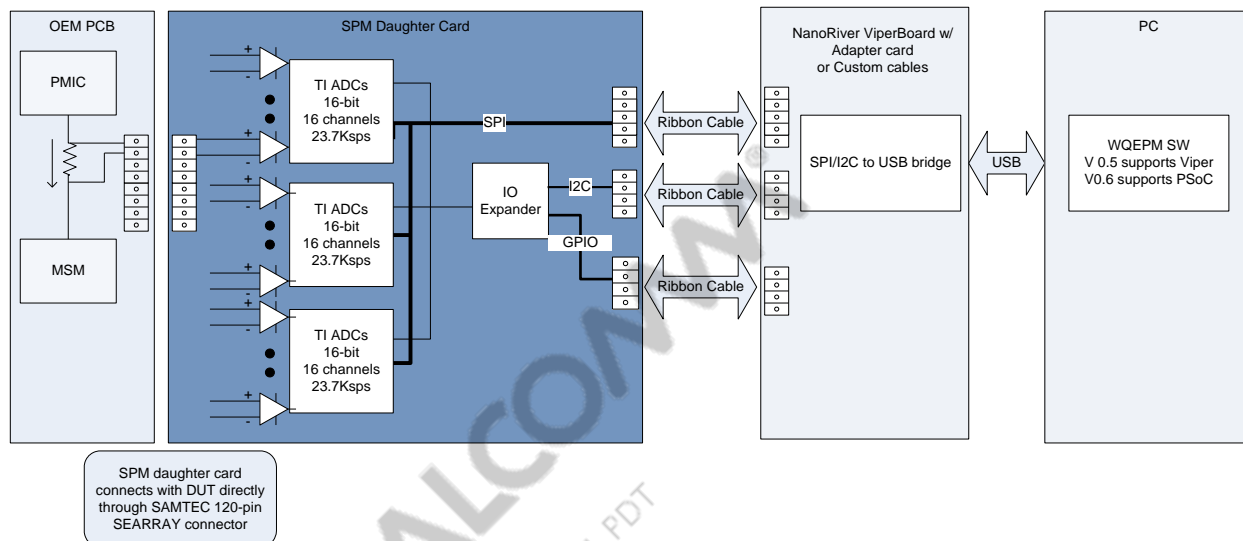 OEM PCB
PMIC
MSM
SPM Daughter Card
+
-
+
-
TI ADCs
16-bit
16 channels
23.7Ksps
+
-
+
-
TI ADCs
16-bit
16 channels
23.7Ksps
+
-
+
-
TI ADCs
16-bit
16 channels
23.7Ksps
SPI
IO
Expander
I2C
GPIO
Ribbon Cable
Ribbon Cable
Ribbon Cable
NanoRiver ViperBoard w/
Adapter card
or Custom cables
SPI/I2C to USB bridge
USB
PC
WQEPM SW
V 0.5 supports Viper
V0.6 supports PSoC
SPM daughter card
connects with DUT directly
through SAMTEC 120-pin
SEARRAY connector
ALCOMM®
PDT